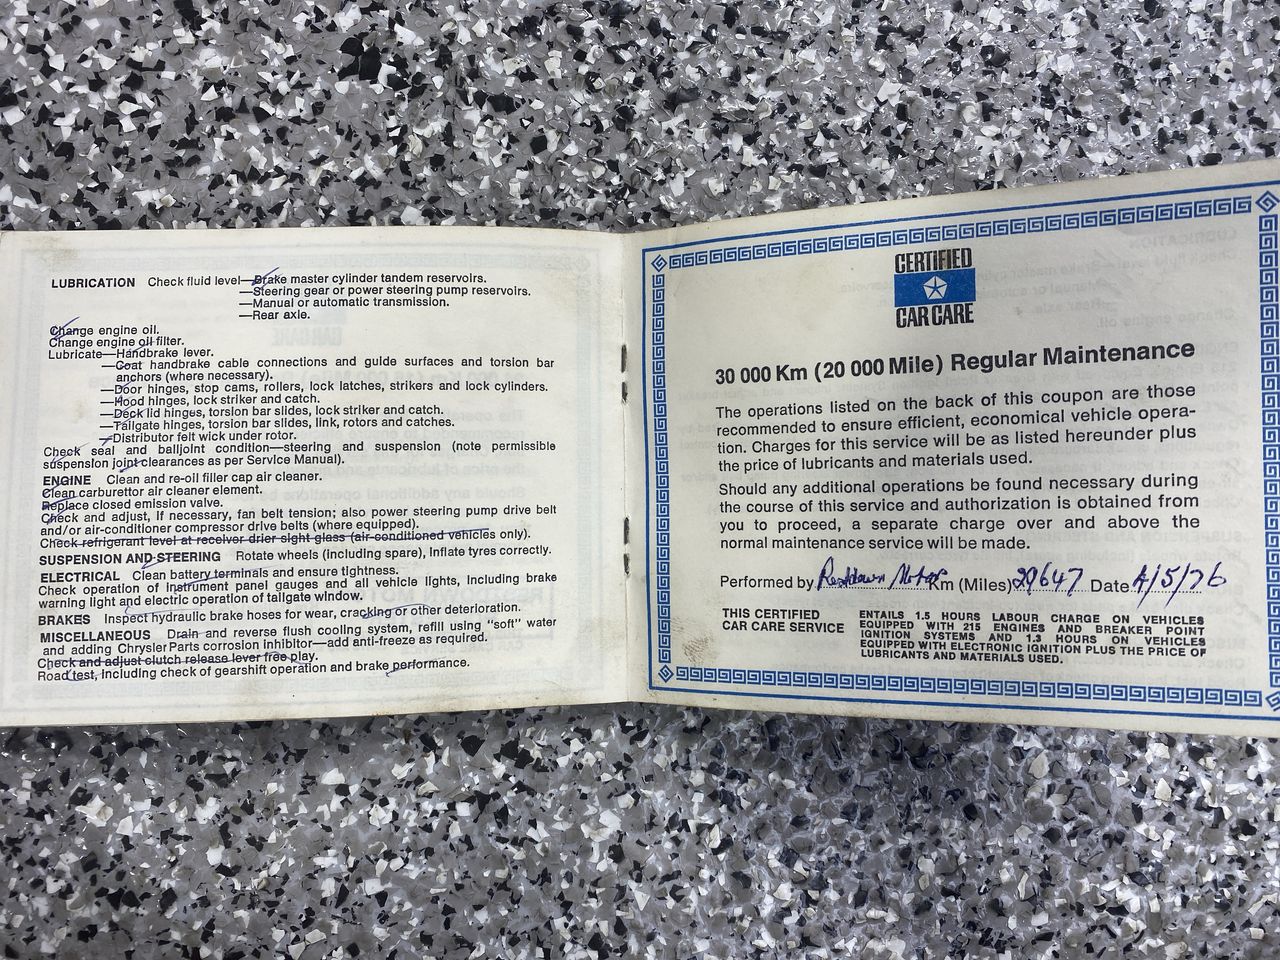 LUBRICATION Check fluid level—Brake master cylinder tandem reservoirs.
—Steering gear or power steering pump reservoirs.
—Manual or automatic transmission.
—Rear axle.
Change engine oil.
Change engine oil filter.
Lubricate—Handbrake lever.
—Coat handbrake cable connections and guide surfaces and torsion bar
anchors (where necessary).
—Door hinges, stop cams, rollers, lock latches, strikers and lock cylinders.
—Hood hinges, lock striker and catch.
—Deck lid hinges, torsion bar slides, lock striker and catch.
—Tailgate hinges, torsion bar slides, link, rotors and catches.
—Distributor felt wick under rotor.
Check seal and balljoint condition—steering and suspension (note permissible
suspension joint clearances as per Service Manual).
ENGINE Clean and re-oil filler cap air cleaner.
Clean carburettor air cleaner element.
Replace closed emission valve.
Check and adjust, if necessary, fan belt tension; also power steering pump drive belt
and/or air-conditioner compressor drive belts (where equipped).
Check refrigerant level at receiver drier sight glass (air-conditioned vehicles only).
SUSPENSION AND STEERING Rotate wheels (including spare), Inflate tyres correctly.
ELECTRICAL Clean battery terminals and ensure tightness.
Check operation of instrument panel gauges and all vehicle lights, including brake
warning light and electric operation of tailgate window.
BRAKES Inspect hydraulic brake hoses for wear, cracking or other deterioration.
MISCELLANEOUS Drain and reverse flush cooling system, refill using "soft" water
and adding ChryslerParts corrosion inhibitor—add anti-freeze as required.
Check and adjust clutch release lever free play.
Road test, including check of gearshift operation and brake performance.
CERTIFIED
CAR CARE
30 000 Km (20 000 Mile) Regular Maintenance
The operations listed on the back of this coupon are those
recommended to ensure efficient, economical vehicle opera-
tion. Charges for this service will be as listed hereunder plus
the price of lubricants and materials used.
Should any additional operations be found necessary during
the course of this service and authorization is obtained from
you to proceed, a separate charge over and above the
normal maintenance service will be made.
Performed by Restdown Motors Km (Miles) 29647 Date 4/5/76
THIS CERTIFIED
CAR CARE SERVICE
ENTAILS 1.5 HOURS LABOUR CHARGE ON VEHICLES
EQUIPPED WITH 215 ENGINES AND BREAKER POINT
IGNITION SYSTEMS AND 1.3 HOURS ON VEHICLES
EQUIPPED WITH ELECTRONIC IGNITION PLUS THE PRICE OF
LUBRICANTS AND MATERIALS USED.